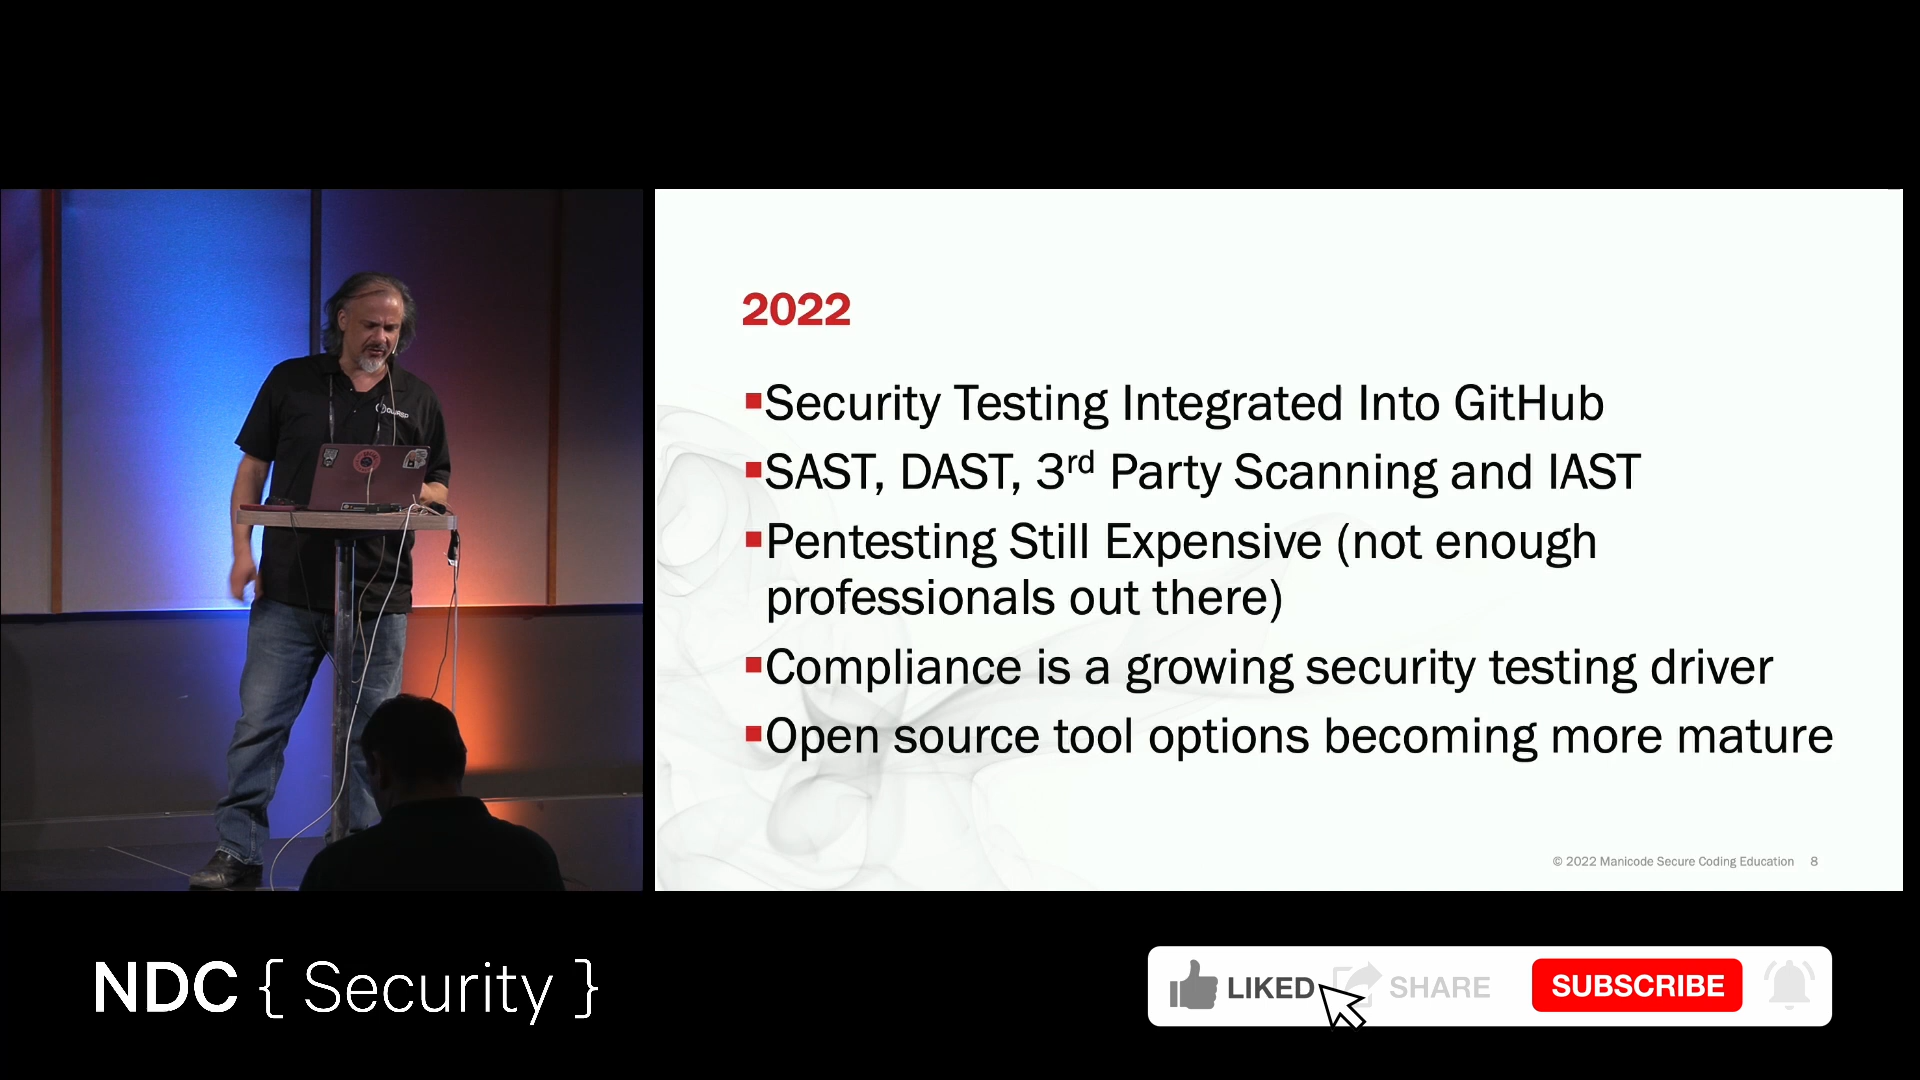 2022
Security Testing Integrated Into GitHub
SAST, DAST, 3rd Party Scanning and IAST
Pentesting Still Expensive (not enough
professionals out there)
Compliance is a growing security testing driver
Open source tool options becoming more mature
© 2022 Manicode Secure Coding Education 8
NDC { Security }
LIKED SHARE SUBSCRIBE